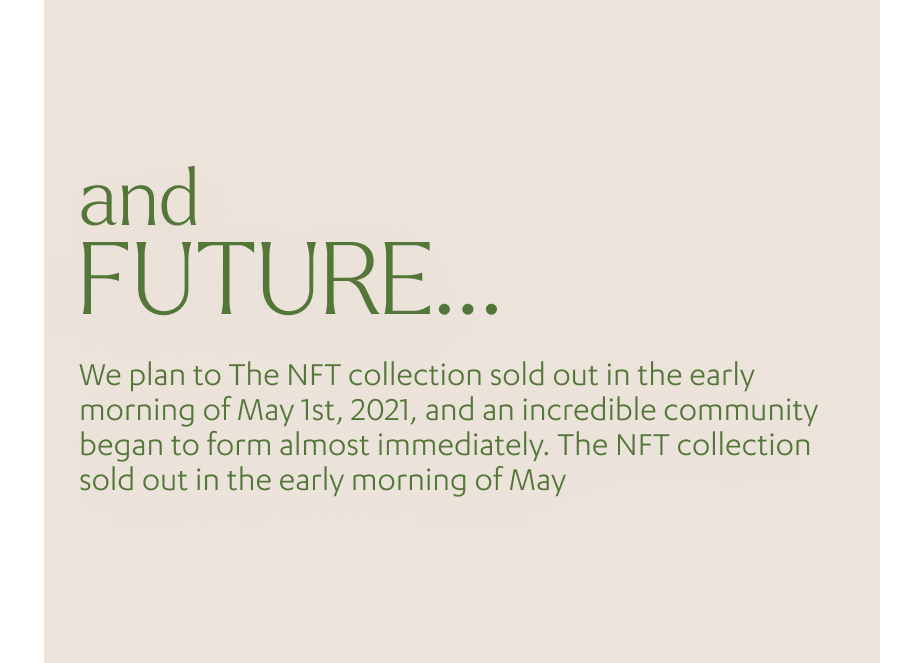 and
FUTURE...
We plan to The NFT collection sold out in the early
morning of May 1st, 2021, and an incredible community
began to form almost immediately. The NFT collection
sold out in the early morning of May